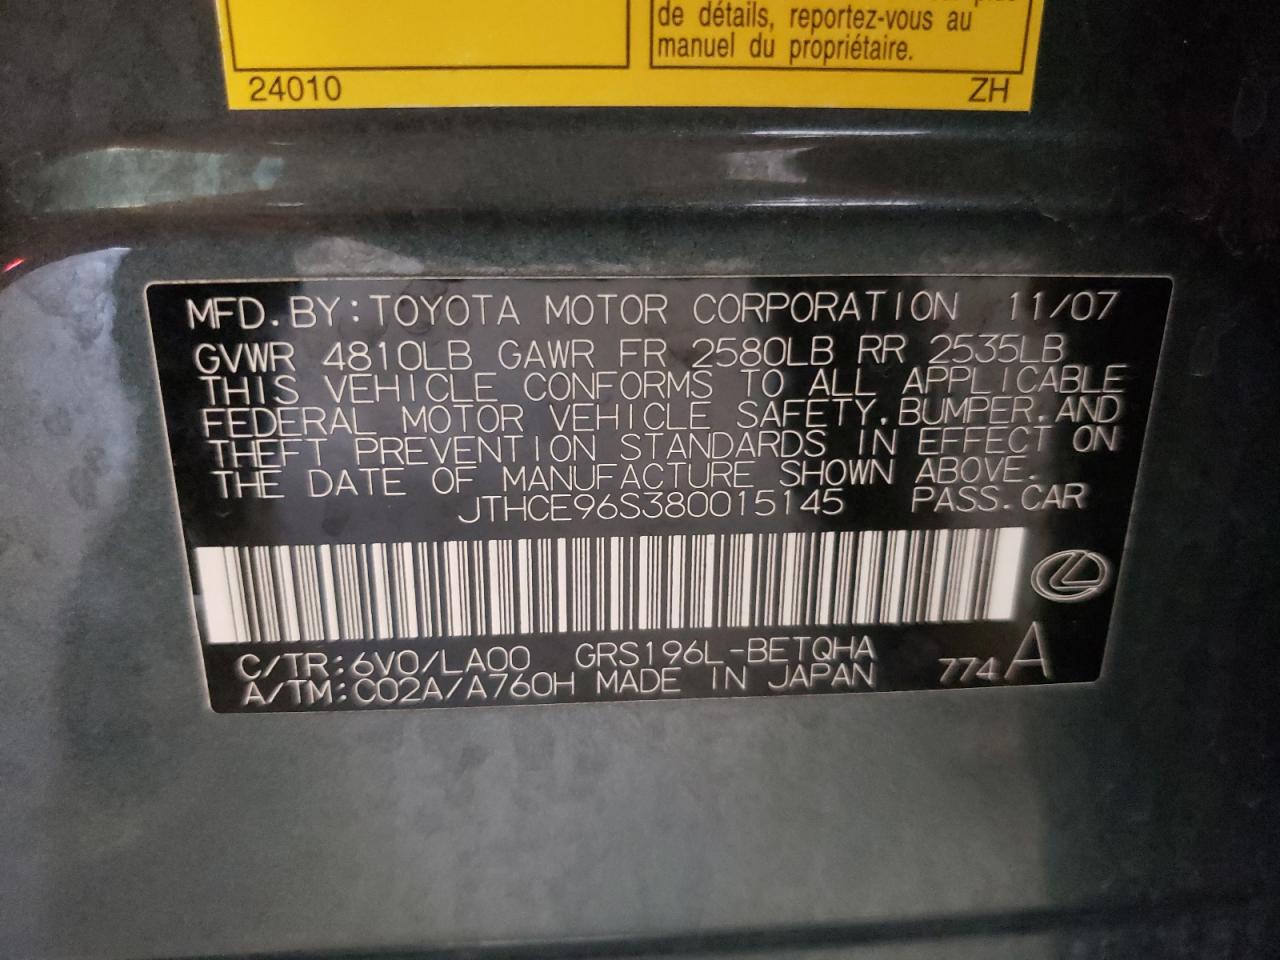 de détails, reportez-vous au
manuel du propriétaire.
24010 ZH
MFD. BY: TOYOTA MOTOR CORPORATION 11/07
GVWR 4810LB GAWR FR 2580LB RR 2535LB
THIS VEHICLE CONFORMS TO ALL APPLICABLE
FEDERAL MOTOR VEHICLE SAFETY, BUMPER, AND
THEFT PREVENTION STANDARDS IN EFFECT ON
THE DATE OF MANUFACTURE SHOWN ABOVE.
JTHCE96S380015145 PASS. CAR
C/TR: 6V0/LA00 GRS196L-BETQHA
A/TM: C02A/A760H MADE IN JAPAN 774 A